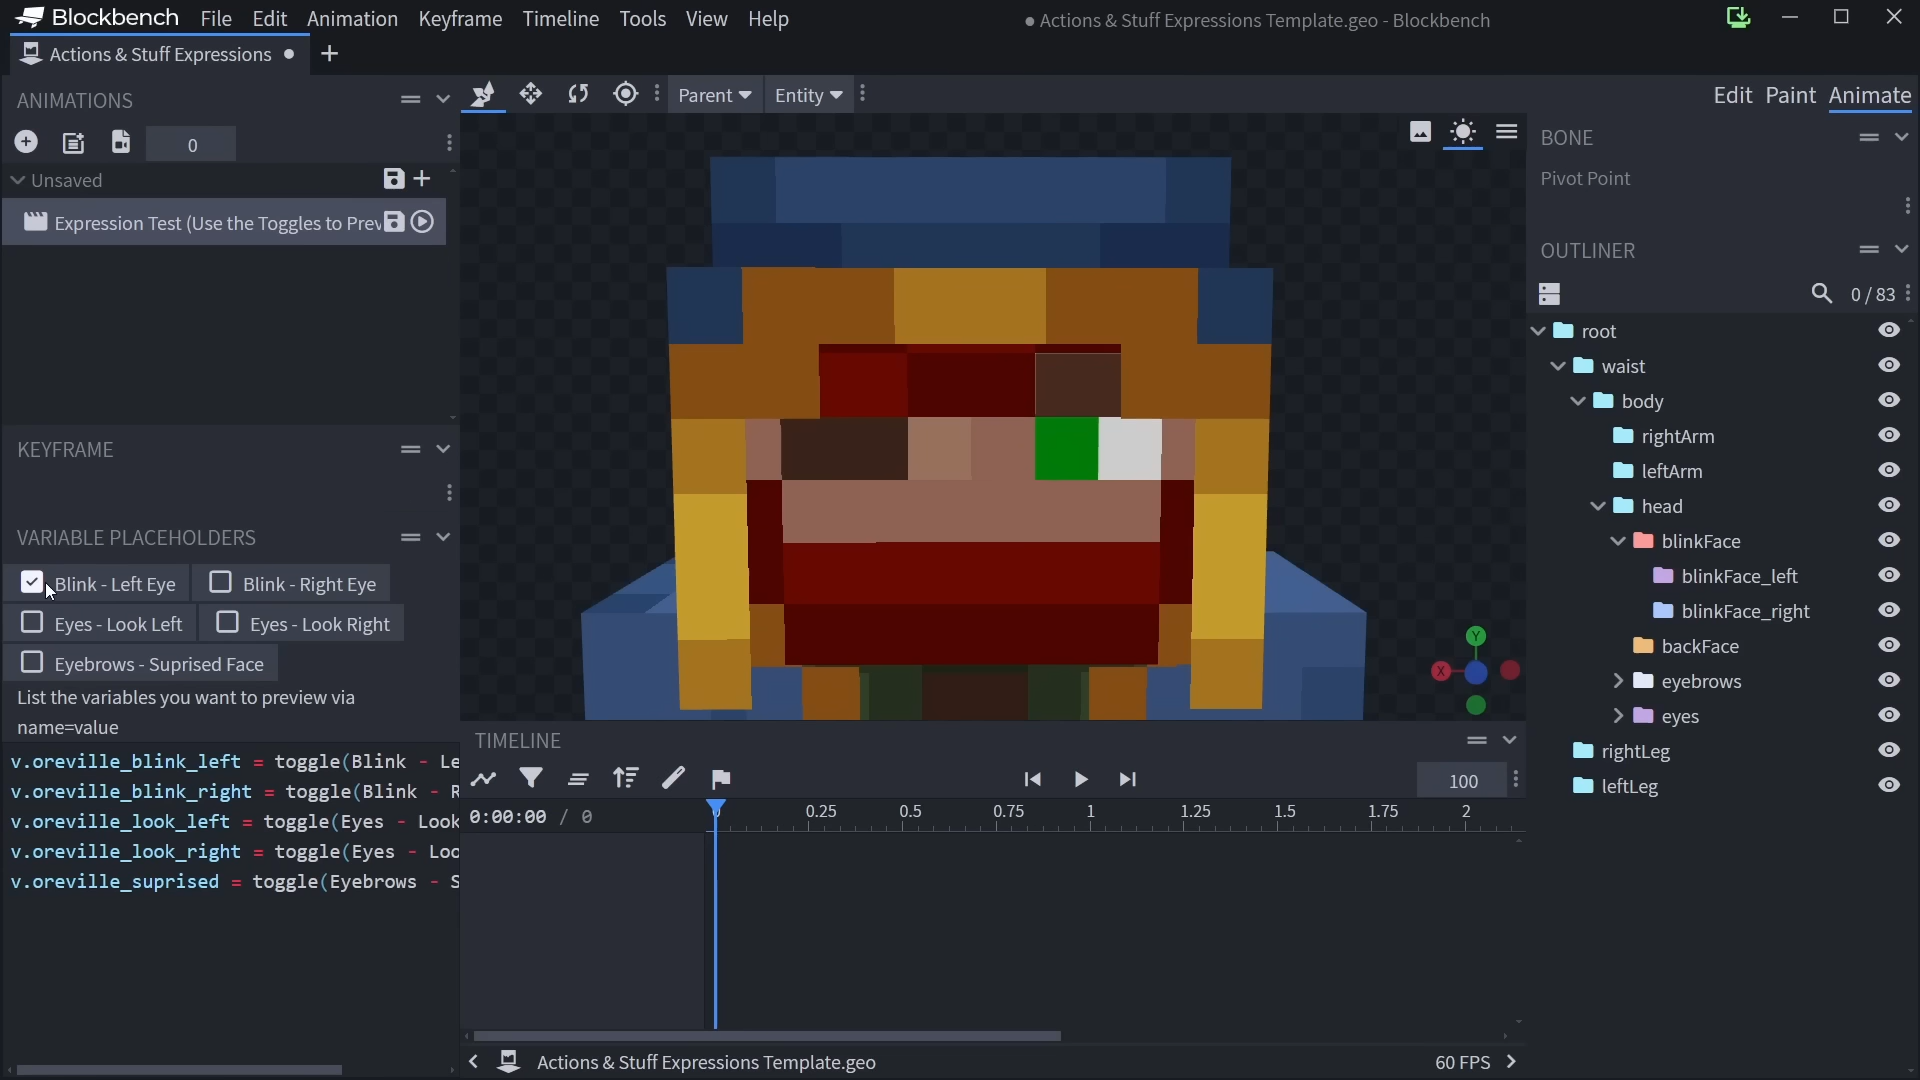 Blockbench
File Edit Animation Keyframe Timeline Tools View Help
● Actions & Stuff Expressions Template.geo - Blockbench
Actions & Stuff Expressions ●
ANIMATIONS
0
Unsaved
Expression Test (Use the Toggles to Prev
KEYFRAME
VARIABLE PLACEHOLDERS
Blink - Left Eye
Blink - Right Eye
Eyes - Look Left
Eyes - Look Right
Eyebrows - Suprised Face
List the variables you want to preview via
name=value
v.oreville_blink_left = toggle(Blink - Le
v.oreville_blink_right = toggle(Blink - R
v.oreville_look_left = toggle(Eyes - Look
v.oreville_look_right = toggle(Eyes - Loo
v.oreville_suprised = toggle(Eyebrows - S
Parent Entity
Y
X
TIMELINE
100
0:00:00 / 0
0 0.25 0.5 0.75 1 1.25 1.5 1.75 2
Actions & Stuff Expressions Template.geo
60 FPS
Edit Paint Animate
BONE
Pivot Point
OUTLINER
0 / 83
root
waist
body
rightArm
leftArm
head
blinkFace
blinkFace_left
blinkFace_right
backFace
eyebrows
eyes
rightLeg
leftLeg